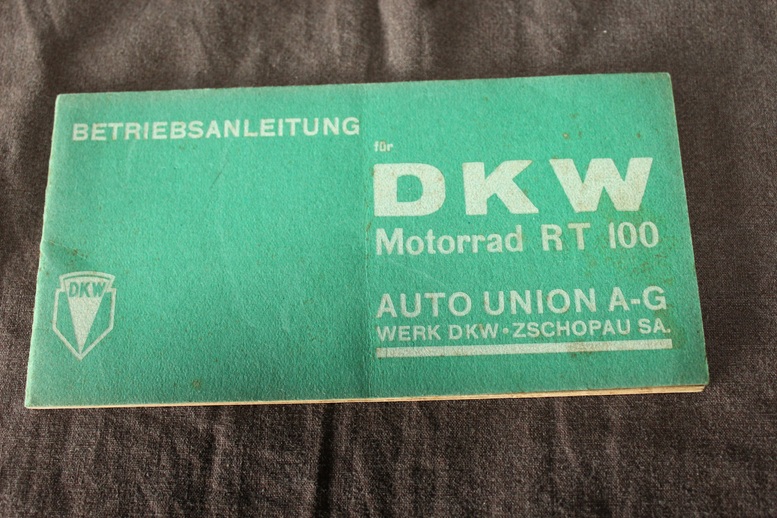 BETRIEBSANLEITUNG
für
DKW
Motorrad RT 100
AUTO UNION A-G
WERK DKW•ZSCHOPAU SA.
DKW